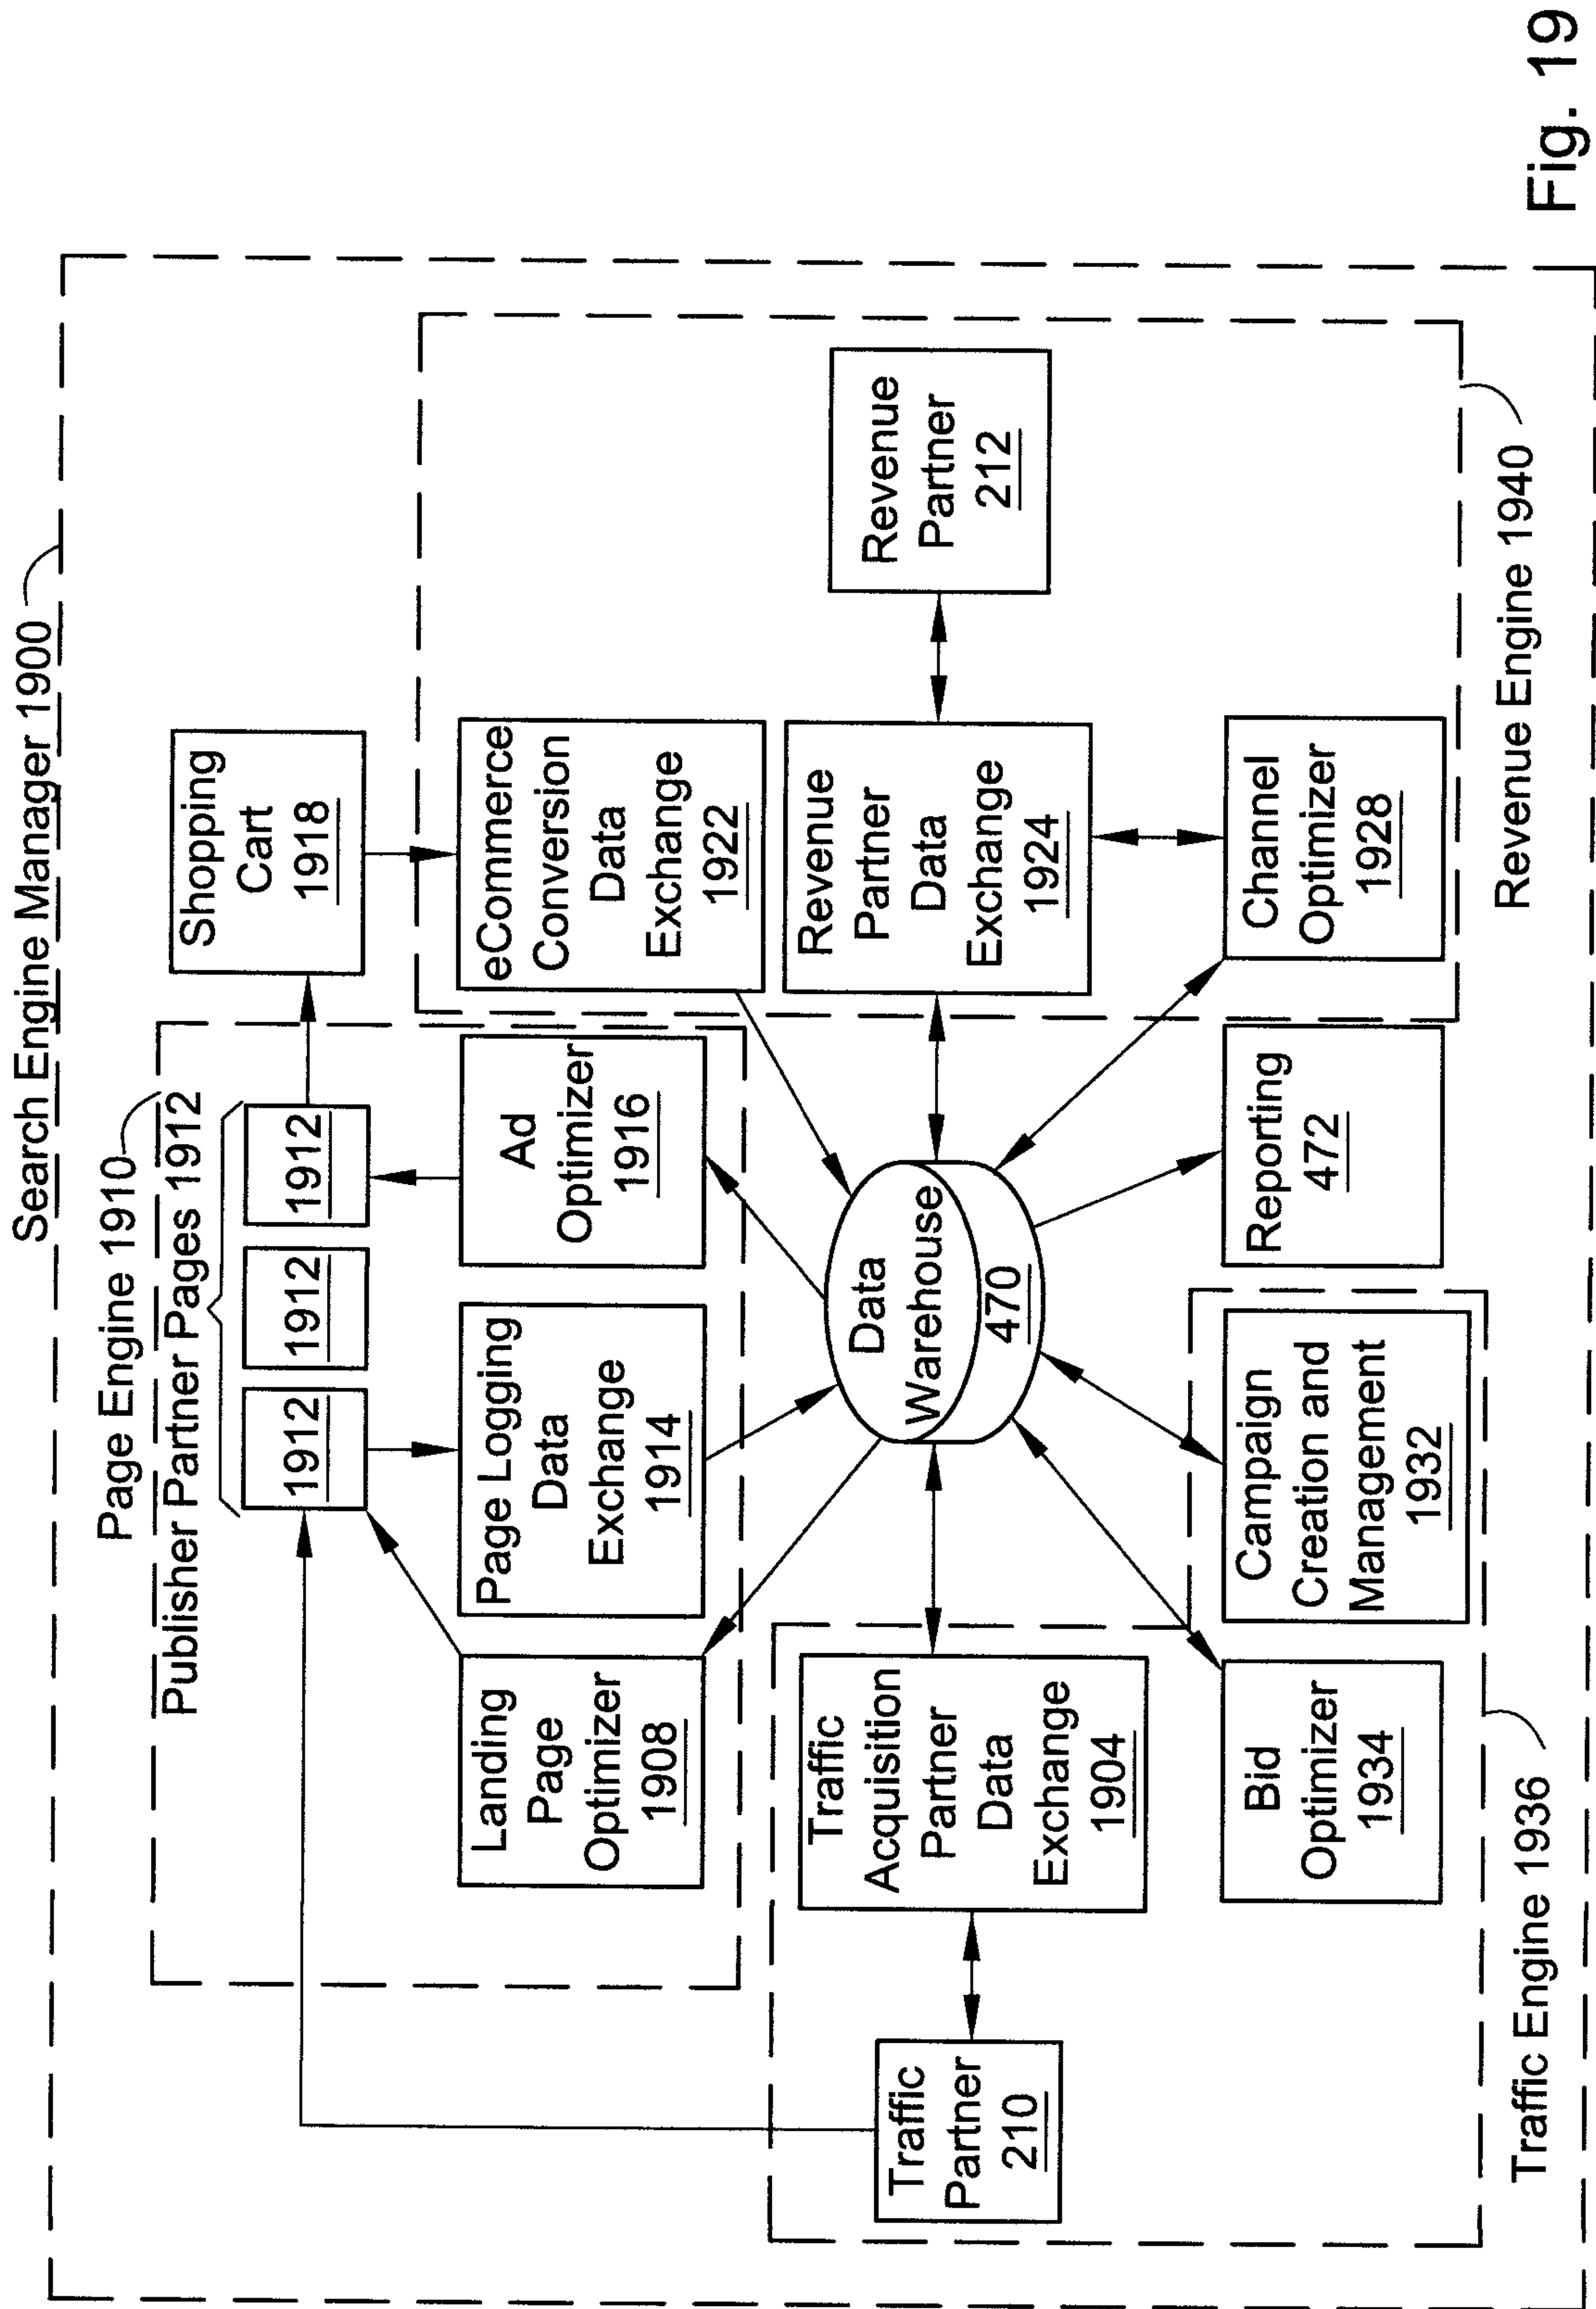 Search Engine Manager 1900
Page Engine 1910
Publisher Partner Pages 1912
1912
1912
1912
Shopping
Cart
1918
Landing
Page
Optimizer
1908
Page Logging
Data
Exchange
1914
Ad
Optimizer
1916
eCommerce
Conversion
Data
Exchange
1922
Traffic
Partner
210
Traffic
Acquisition
Partner
Data
Exchange
1904
Data
Warehouse
470
Revenue
Partner
Data
Exchange
1924
Revenue
Partner
212
Bid
Optimizer
1934
Campaign
Creation and
Management
1932
Reporting
472
Channel
Optimizer
1928
Traffic Engine 1936
Revenue Engine 1940
Fig. 19